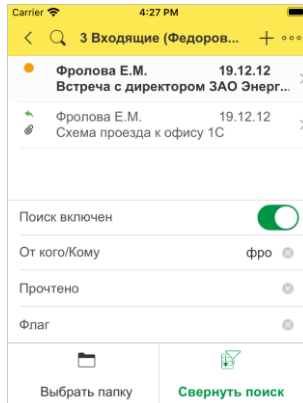 Carrier 4:27 PM
3 Входящие (Федоров...
Фролова Е.М. 19.12.12
Встреча с директором ЗАО Энерг...
Фролова Е.М. 19.12.12
Схема проезда к офису 1С
Поиск включен
От кого/Кому фро
Прочтено
Флаг
Выбрать папку Свернуть поиск